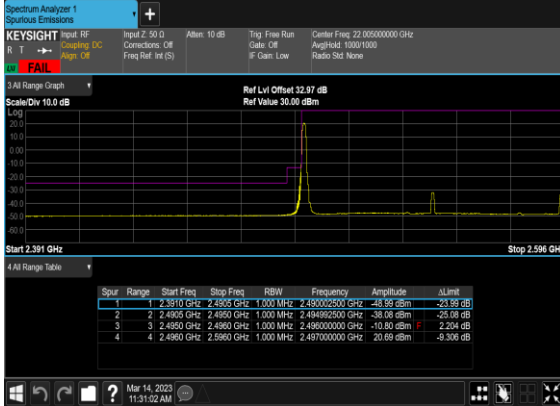 Spectrum Analyzer 1
Spurious Emissions
+
KEYSIGHT Input: RF Input Z: 50 Ω Atten: 10 dB Trig: Free Run Center Freq: 22.005000000 GHz
R T Coupling: DC Corrections: Off Gate: Off Avg|Hold: 1000/1000
Align: Off Freq Ref: Int (S) IF Gain: Low Radio Std: None
FAIL
3 All Range Graph
Ref Lvl Offset 32.97 dB
Scale/Div 10.0 dB Ref Value 30.00 dBm
Log
20.0
10.0
0.00
-10.0
-20.0
-30.0
-40.0
-50.0
-60.0
Start 2.391 GHz Stop 2.596 GH
4 All Range Table
Spur Range Start Freq Stop Freq RBW Frequency Amplitude ΔLimit
1 1 2.3910 GHz 2.4905 GHz 1.000 MHz 2.490002500 GHz -48.99 dBm -23.99 dB
2 2 2.4905 GHz 2.4950 GHz 1.000 MHz 2.494992500 GHz -38.08 dBm -25.08 dB
3 3 2.4950 GHz 2.4960 GHz 1.000 MHz 2.496000000 GHz -10.80 dBm F 2.204 dB
4 4 2.4960 GHz 2.5960 GHz 1.000 MHz 2.497000000 GHz 20.69 dBm -9.306 dB
? Mar 14, 2023
11:31:02 AM